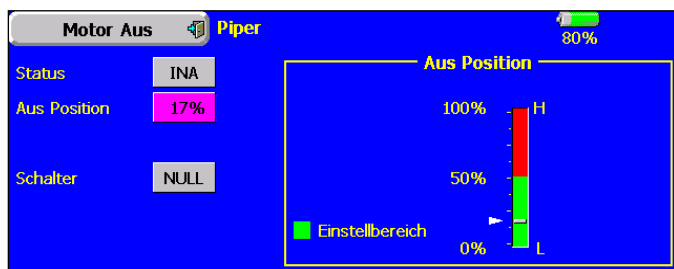 Motor Aus Piper 80%
Status INA
Aus Position 17%
Schalter NULL
Aus Position
100% H
50%
Einstellbereich
0% L